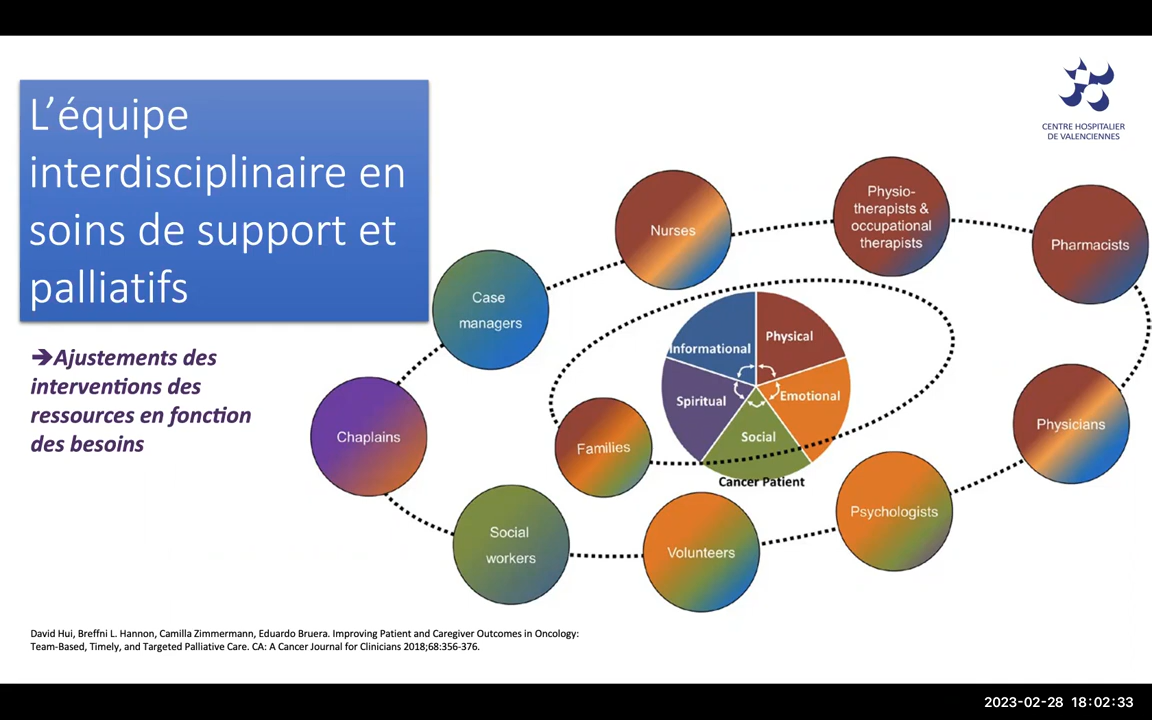 L'équipe
interdisciplinaire en
soins de support et
palliatifs
➔Ajustements des
interventions des
ressources en fonction
des besoins
CENTRE HOSPITALIER
DE VALENCIENNES
Nurses
Physio-
therapists &
occupational
therapists
Pharmacists
Case
managers
Informational
Physical
Spiritual
Emotional
Social
Cancer Patient
Families
Chaplains
Physicians
Social
workers
Volunteers
Psychologists
David Hui, Breffni L. Hannon, Camilla Zimmermann, Eduardo Bruera. Improving Patient and Caregiver Outcomes in Oncology:
Team-Based, Timely, and Targeted Palliative Care. CA: A Cancer Journal for Clinicians 2018;68:356-376.
2023-02-28 18:02:33